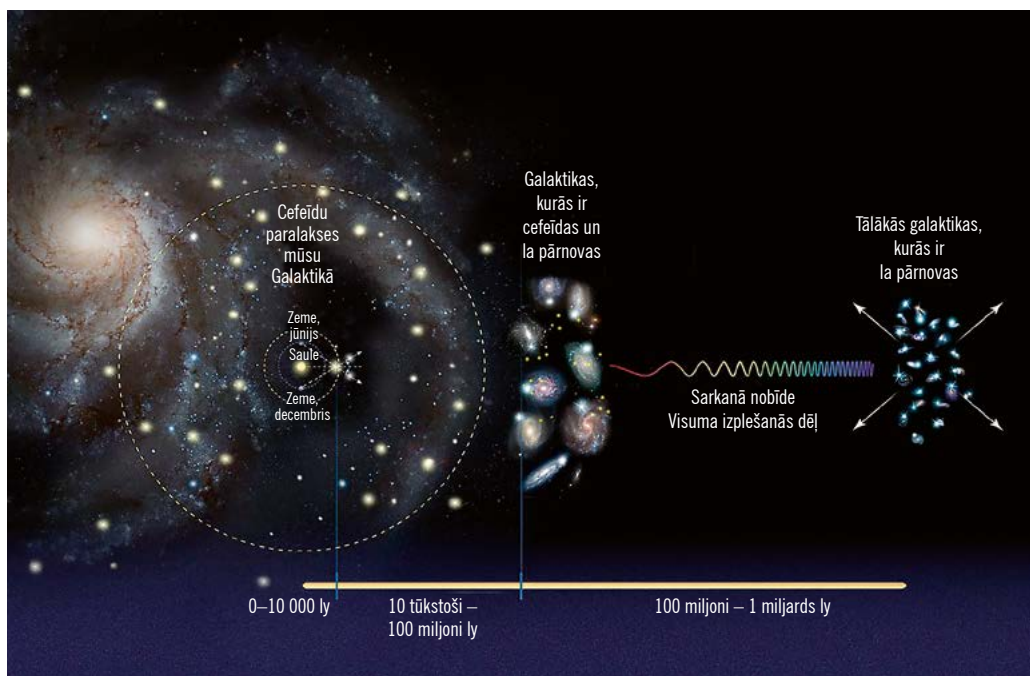 Cefeīdu
paralakses
mūsu
Galaktikā
Zeme,
jūnijs
Saule
Zeme,
decembris
Galaktikas,
kurās ir
cefeīdas un
Ia pārnovas
Sarkanā nobīde
Visuma izplešanās dēļ
Tālākās galaktikas,
kurās ir
Ia pārnovas
0–10 000 ly
10 tūkstoši –
100 miljoni ly
100 miljoni – 1 miljards ly